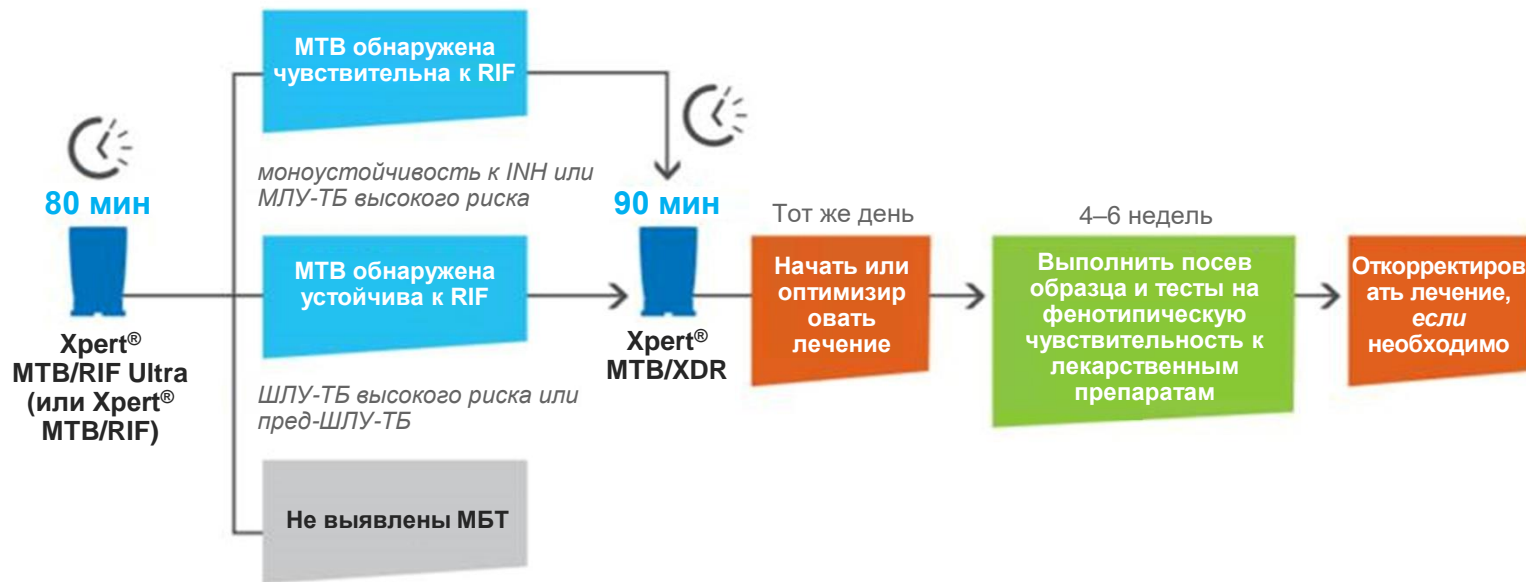 80 мин
Xpert®
MTB/RIF Ultra
(или Xpert®
MTB/RIF)
МТВ обнаружена
чувствительна к RIF
моноустойчивость к INH или
МЛУ-ТБ высокого риска
МТВ обнаружена
устойчива к RIF
ШЛУ-ТБ высокого риска или
пред-ШЛУ-ТБ
Не выявлены МБТ
90 мин
Xpert®
MTB/XDR
Тот же день
Начать или
оптимизир
овать
лечение
4–6 недель
Выполнить посев
образца и тесты на
фенотипическую
чувствительность к
лекарственным
препаратам
Откорректиров
ать лечение,
если
необходимо